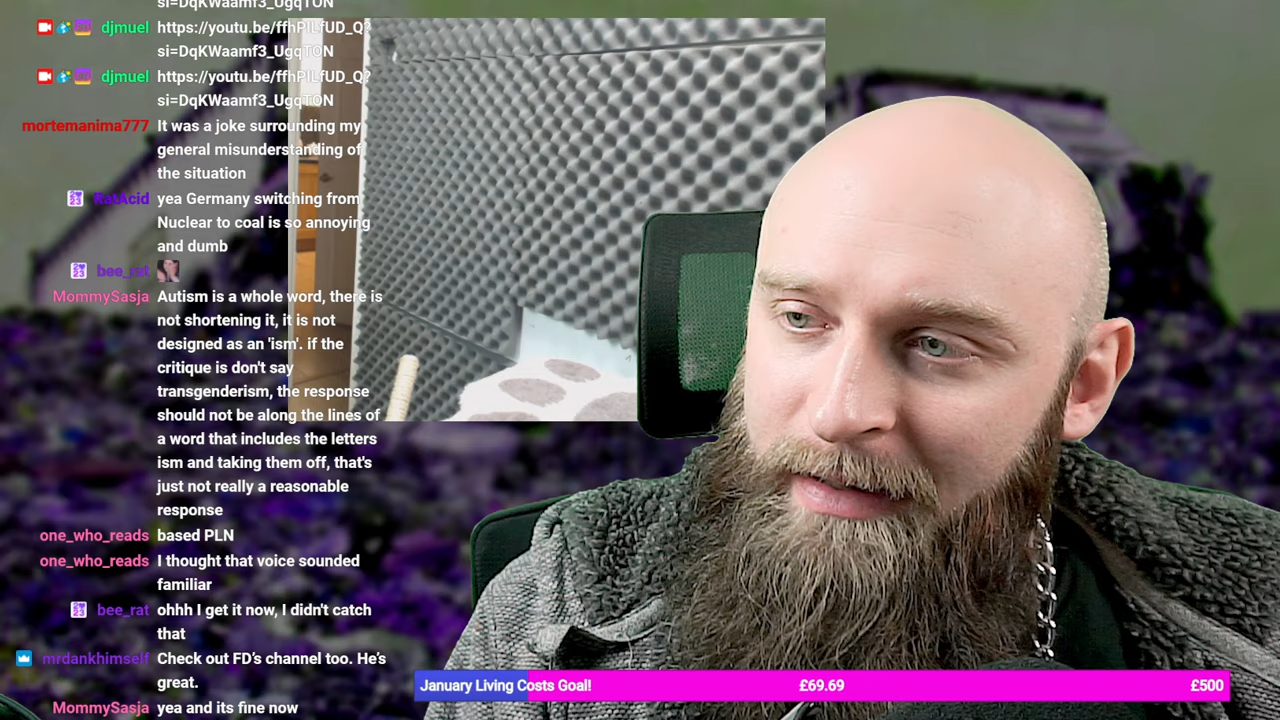 si=DqKWaamf3_UgqTON
djmuel https://youtu.be/ffhPILfUD_Q?
si=DqKWaamf3_UgqTON
djmuel https://youtu.be/ffhPILfUD_Q?
si=DqKWaamf3_UgqTON
mortemanima777 It was a joke surrounding my
general misunderstanding of
the situation
RatAcid yea Germany switching from
Nuclear to coal is so annoying
and dumb
bee_rat
MommySasja Autism is a whole word, there is
not shortening it, it is not
designed as an 'ism'. if the
critique is don't say
transgenderism, the response
should not be along the lines of
a word that includes the letters
ism and taking them off, that's
just not really a reasonable
response
one_who_reads based PLN
one_who_reads I thought that voice sounded
familiar
bee_rat ohhh I get it now, I didn't catch
that
mrdankhimself Check out FD's channel too. He's
great.
MommySasja yea and its fine now
January Living Costs Goal! £69.69 £500